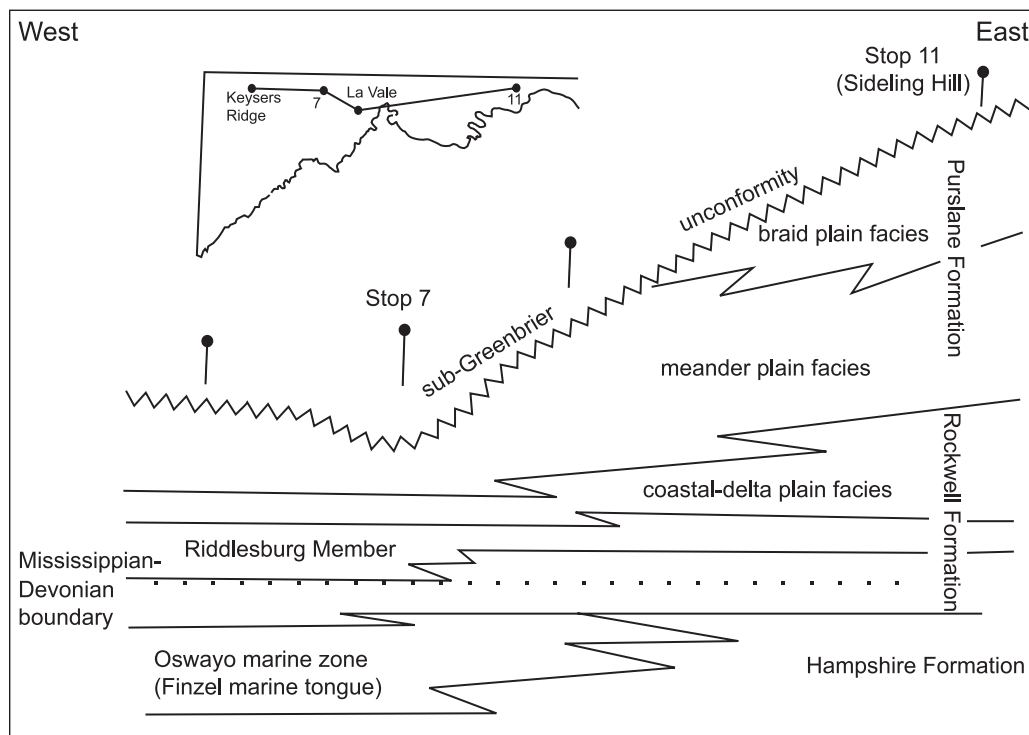 West
East
Stop 11
(Sideling Hill)
Keysers
Ridge
7
La Vale
11
unconformity
braid plain facies
Purslane Formation
Stop 7
sub-Greenbrier
meander plain facies
Rockwell Formation
coastal-delta plain facies
Riddlesburg Member
Mississippian-
Devonian
boundary
Oswayo marine zone
(Finzel marine tongue)
Hampshire Formation